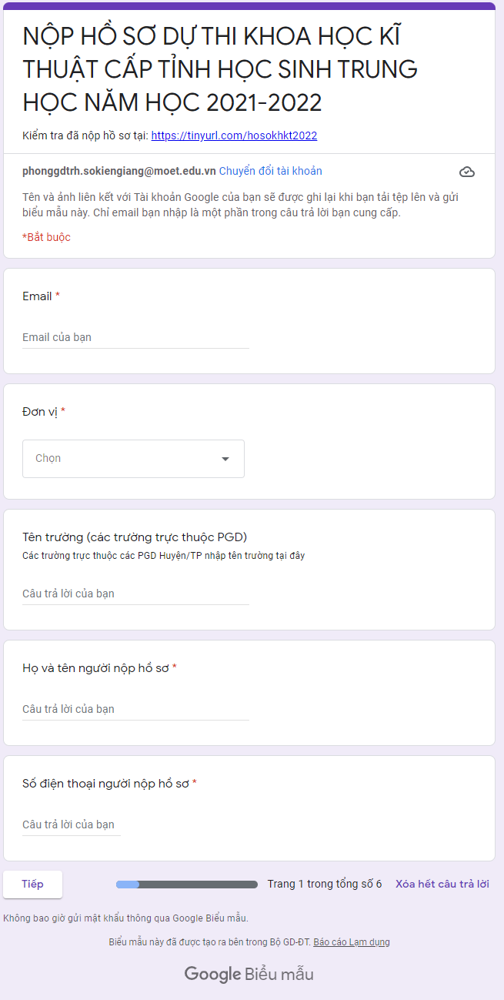 NỘP HỒ SƠ DỰ THI KHOA HỌC KĨ
THUẬT CẤP TỈNH HỌC SINH TRUNG
HỌC NĂM HỌC 2021-2022
Kiểm tra đã nộp hồ sơ tại: https://tinyurl.com/hosokhkt2022
phonggdtrh.sokiengiang@moet.edu.vn Chuyển đổi tài khoản
Tên và ảnh liên kết với Tài khoản Google của bạn sẽ được ghi lại khi bạn tải tệp lên và gửi
biểu mẫu này. Chỉ email bạn nhập là một phần trong câu trả lời bạn cung cấp.
*Bắt buộc
Email *
Email của bạn
Đơn vị *
Chọn
Tên trường (các trường trực thuộc PGD)
Các trường trực thuộc các PGD Huyện/TP nhập tên trường tại đây
Câu trả lời của bạn
Họ và tên người nộp hồ sơ *
Câu trả lời của bạn
Số điện thoại người nộp hồ sơ *
Câu trả lời của bạn
Tiếp Trang 1 trong tổng số 6 Xóa hết câu trả lời
Không bao giờ gửi mật khẩu thông qua Google Biểu mẫu.
Biểu mẫu này đã được tạo ra bên trong Bộ GD-ĐT. Báo cáo Lạm dụng
Google Biểu mẫu